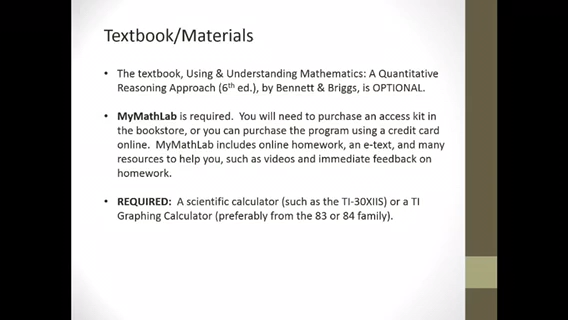 Textbook/Materials
• The textbook, Using & Understanding Mathematics: A Quantitative
Reasoning Approach (6th ed.), by Bennett & Briggs, is OPTIONAL.
• MyMathLab is required.  You will need to purchase an access kit in
the bookstore, or you can purchase the program using a credit card
online.  MyMathLab includes online homework, an e-text, and many
resources to help you, such as videos and immediate feedback on
homework.
• REQUIRED:  A scientific calculator (such as the TI-30XIIS) or a TI
Graphing Calculator (preferably from the 83 or 84 family).